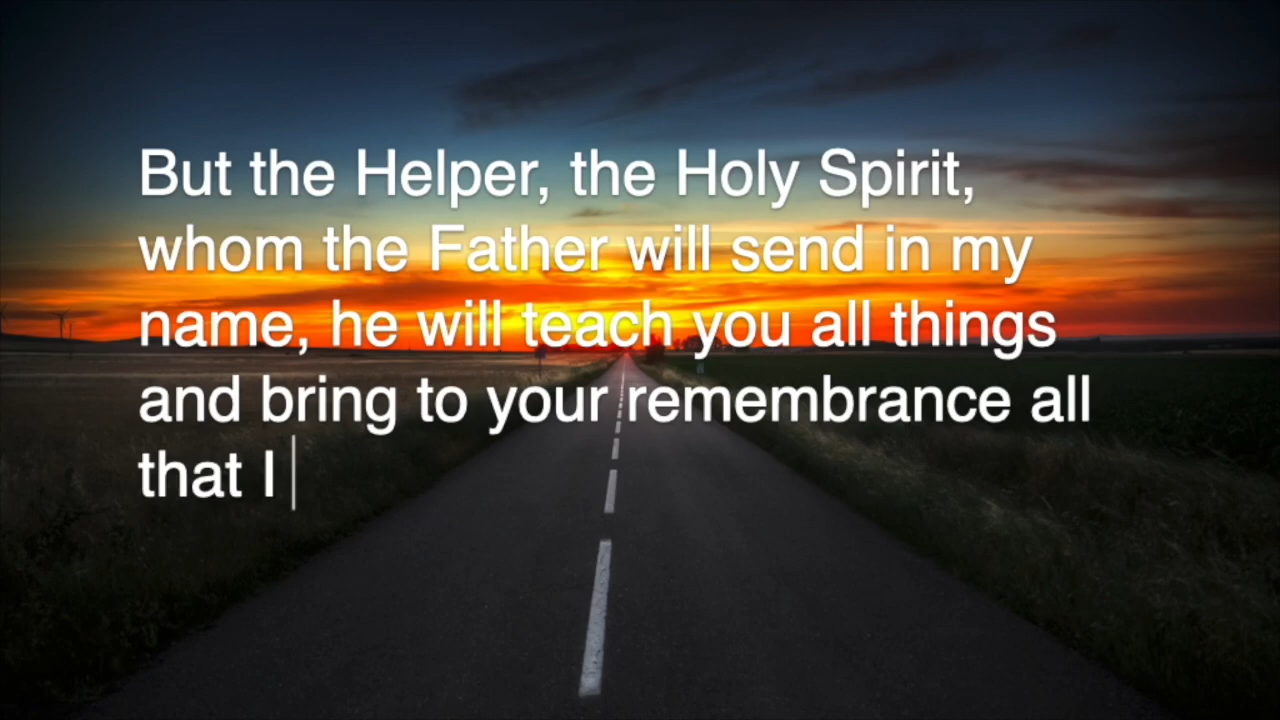 But the Helper, the Holy Spirit,
whom the Father will send in my
name, he will teach you all things
and bring to your remembrance all
that I